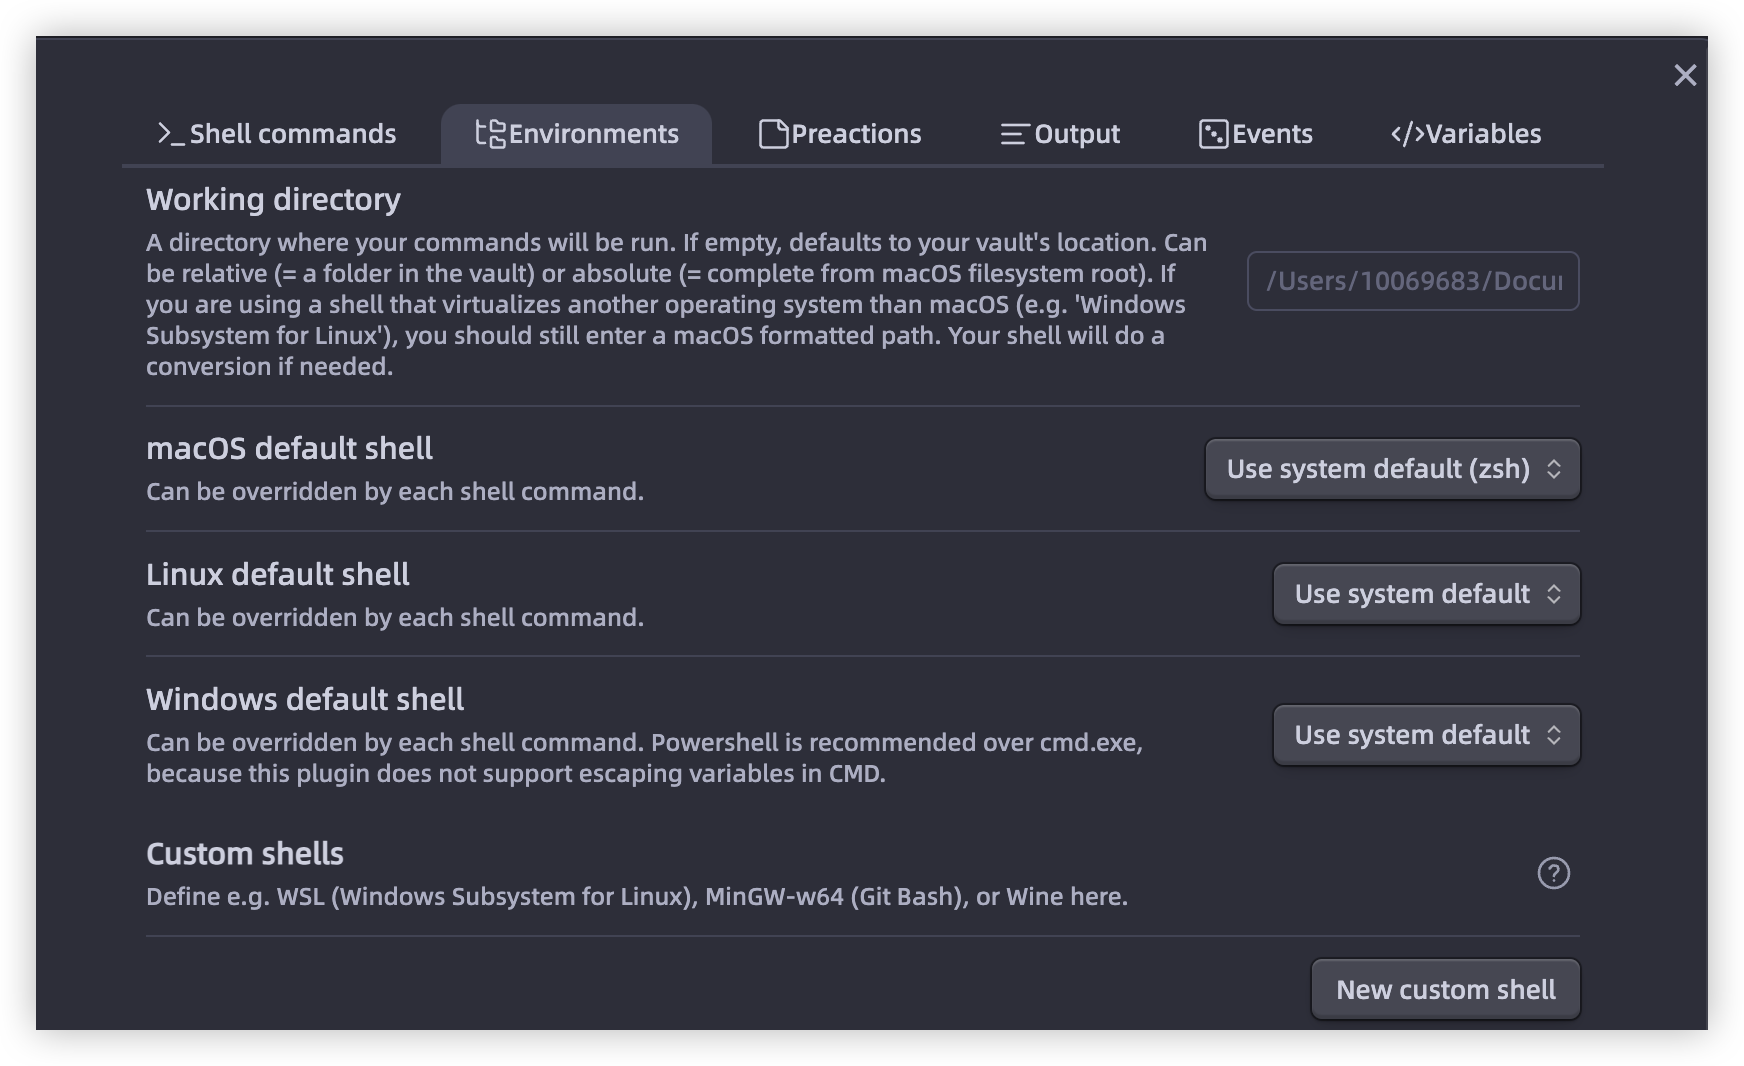 Shell commands
Environments
Preactions
Output
Events
Variables
Working directory
A directory where your commands will be run. If empty, defaults to your vault's location. Can
be relative (= a folder in the vault) or absolute (= complete from macOS filesystem root). If
you are using a shell that virtualizes another operating system than macOS (e.g. 'Windows
Subsystem for Linux'), you should still enter a macOS formatted path. Your shell will do a
conversion if needed.
/Users/10069683/Docu
macOS default shell
Can be overridden by each shell command.
Use system default (zsh)
Linux default shell
Can be overridden by each shell command.
Use system default
Windows default shell
Can be overridden by each shell command. Powershell is recommended over cmd.exe,
because this plugin does not support escaping variables in CMD.
Use system default
Custom shells
Define e.g. WSL (Windows Subsystem for Linux), MinGW-w64 (Git Bash), or Wine here.
New custom shell